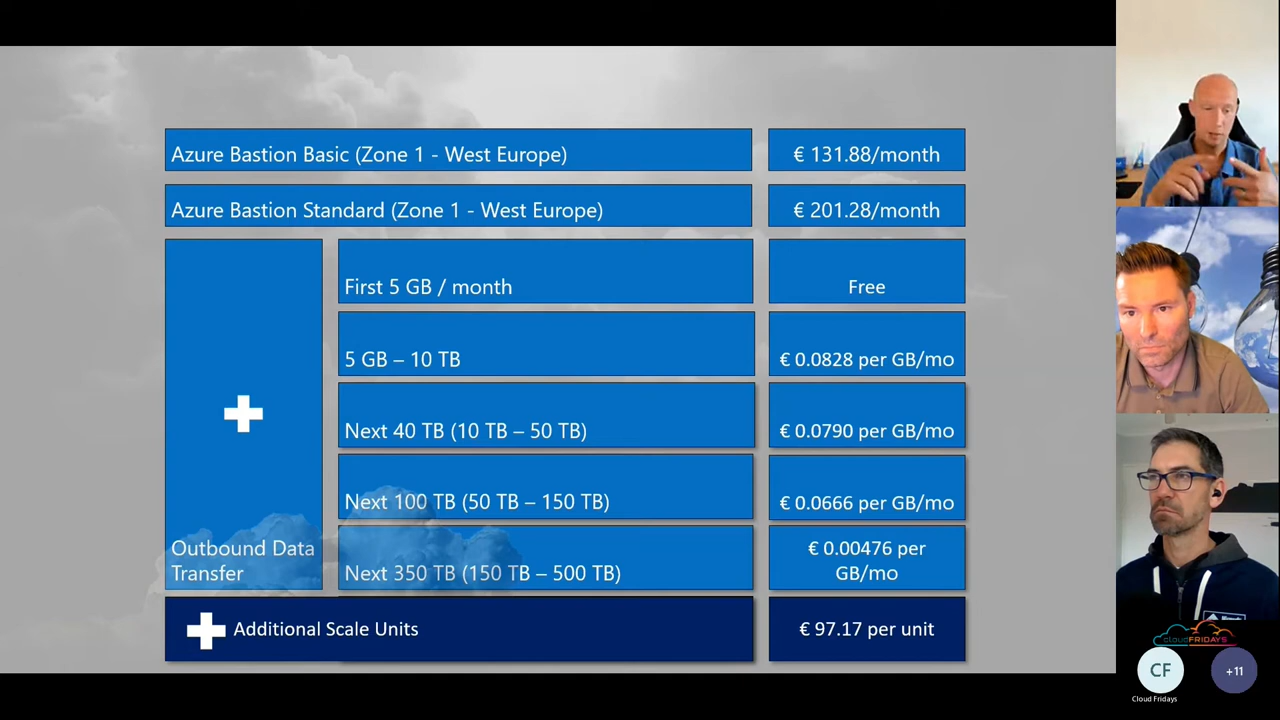 Azure Bastion Basic (Zone 1 - West Europe)
€ 131.88/month
Azure Bastion Standard (Zone 1 - West Europe)
€ 201.28/month
First 5 GB / month
Free
5 GB – 10 TB
€ 0.0828 per GB/mo
Next 40 TB (10 TB – 50 TB)
€ 0.0790 per GB/mo
Next 100 TB (50 TB – 150 TB)
€ 0.0666 per GB/mo
Outbound Data
Transfer
Next 350 TB (150 TB – 500 TB)
€ 0.00476 per
GB/mo
Additional Scale Units
€ 97.17 per unit
cloudFRIDAYS
CF
+11
Cloud Fridays